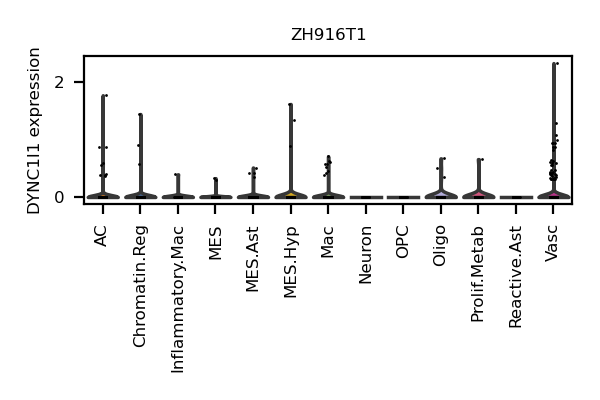 ZH916T1
DYNC1I1 expression
2
0
AC
Chromatin.Reg
Inflammatory.Mac
MES
MES.Ast
MES.Hyp
Mac
Neuron
OPC
Oligo
Prolif.Metab
Reactive.Ast
Vasc